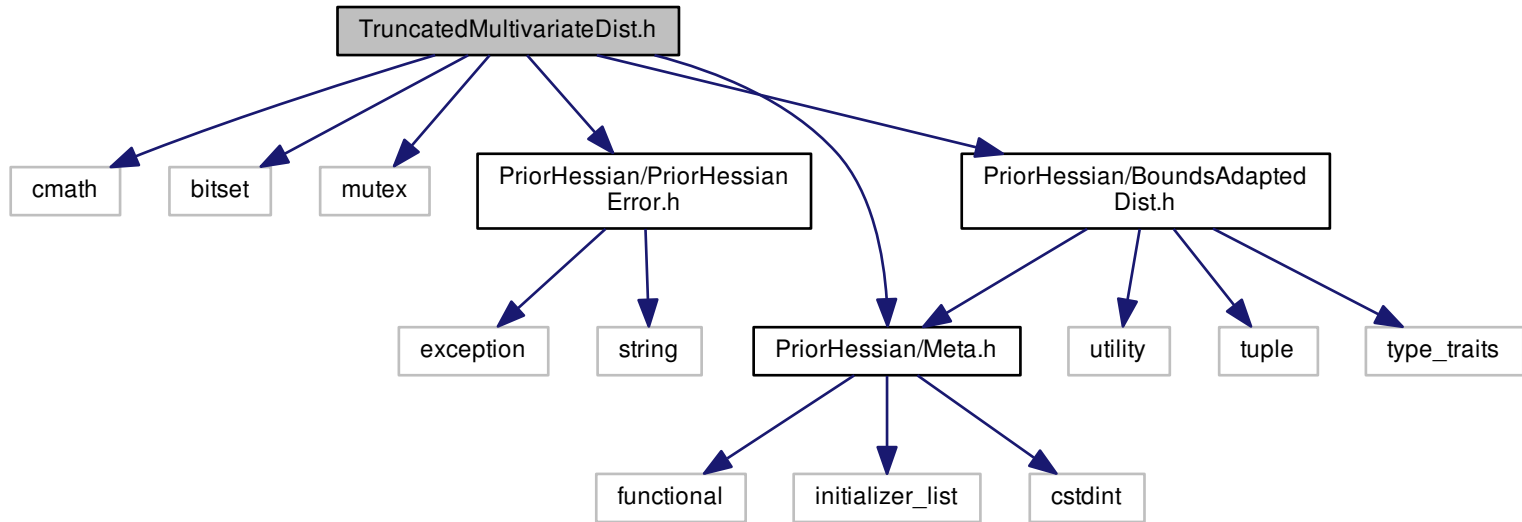 TruncatedMultivariateDist.h
cmath
bitset
mutex
PriorHessian/PriorHessian
Error.h
PriorHessian/BoundsAdapted
Dist.h
exception
string
PriorHessian/Meta.h
utility
tuple
type_traits
functional
initializer_list
cstdint